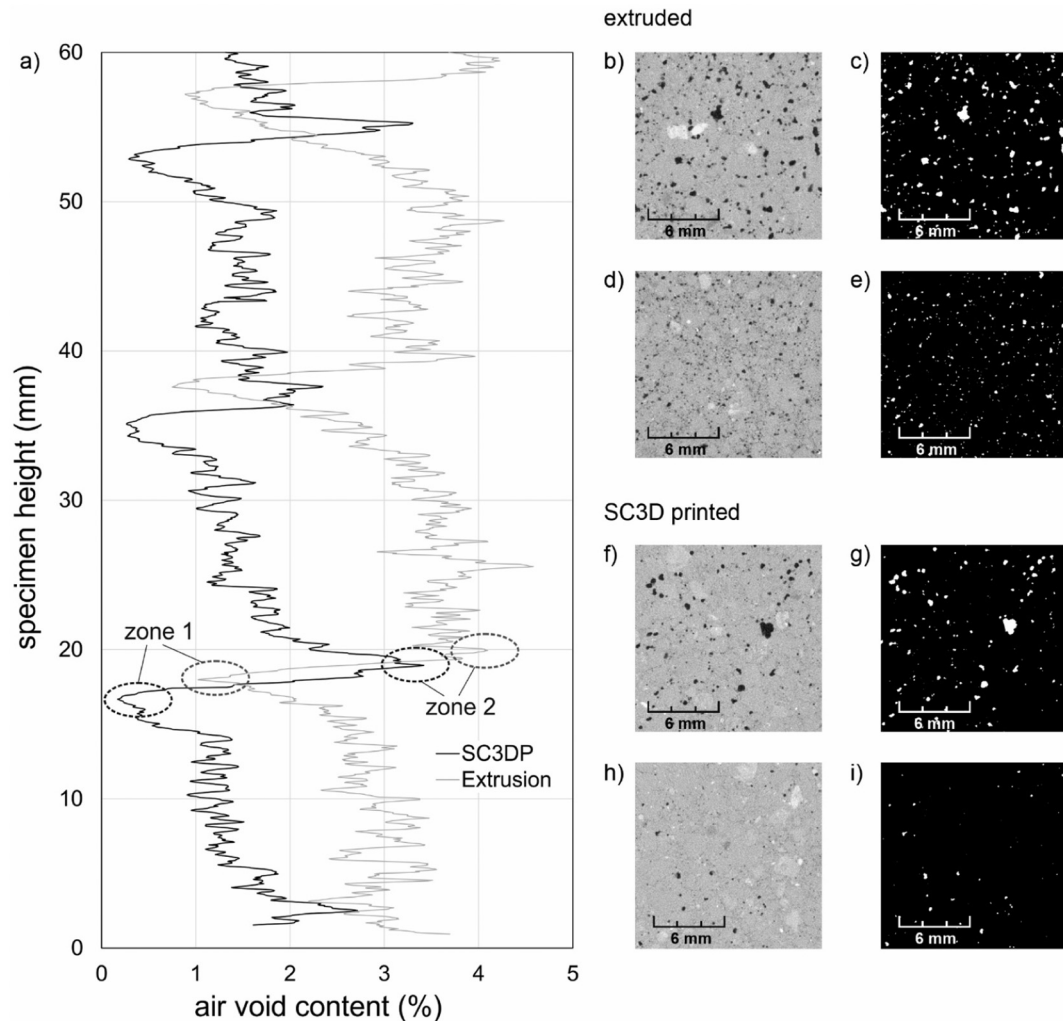 a)
60
50
40
30
20
10
0
specimen height (mm)
zone 1
zone 2
SC3DP
Extrusion
0 1 2 3 4 5
air void content (%)
extruded
b)
6 mm
c)
6 mm
d)
6 mm
e)
6 mm
SC3D printed
f)
6 mm
g)
6 mm
h)
6 mm
i)
6 mm